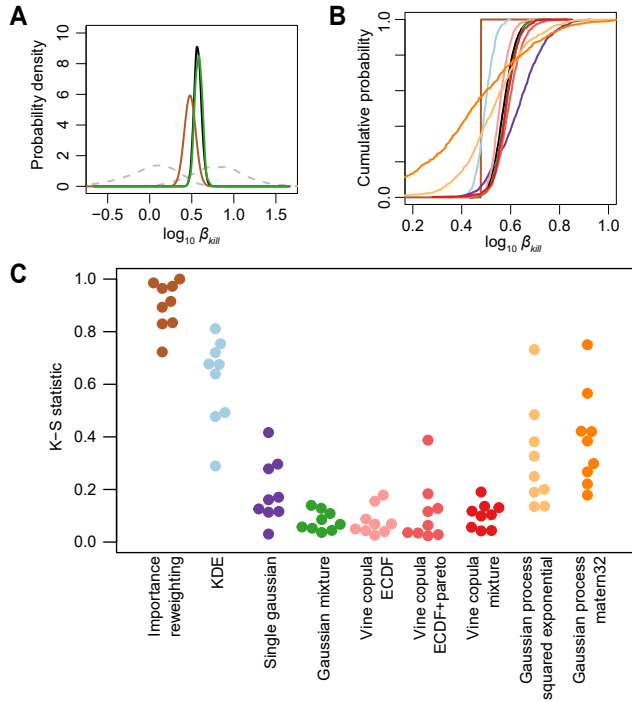 A
Probability density
10
8
6
4
2
0
−0.5
0.0
0.5
1.0
1.5
log10 βkill
B
Cumulative probability
1.0
0.0
0.2
0.4
0.6
0.8
1.0
log10 βkill
C
K−S statistic
1.0
0.8
0.6
0.4
0.2
0.0
Importance
reweighting
KDE
Single gaussian
Gaussian mixture
Vine copula
ECDF
Vine copula
ECDF+pareto
Vine copula
mixture
Gaussian process
squared exponential
Gaussian process
matern32